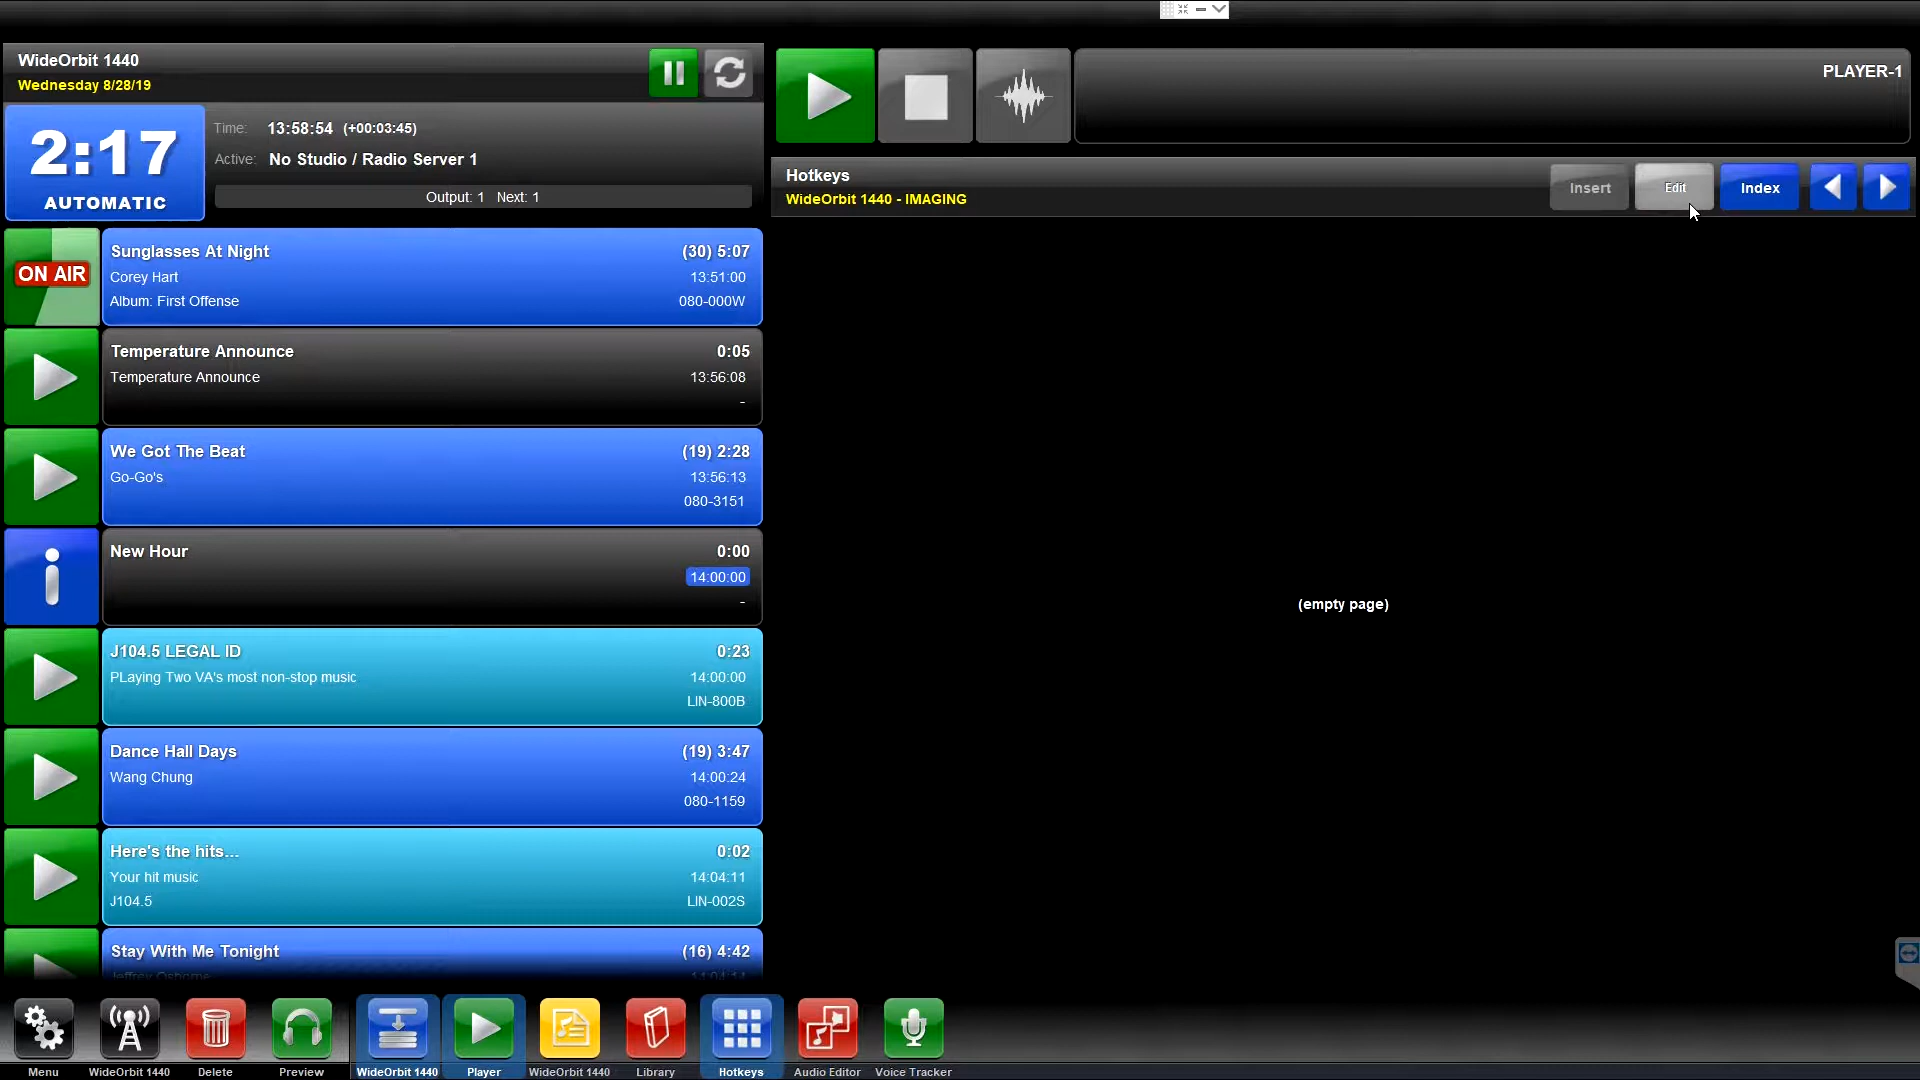 WideOrbit 1440
Wednesday 8/28/19
2:17
AUTOMATIC
Time: 13:58:54 (+00:03:45)
Active: No Studio / Radio Server 1
Output: 1 Next: 1
PLAYER-1
Hotkeys
WideOrbit 1440 - IMAGING
Insert
Edit
Index
(empty page)
ON AIR
Sunglasses At Night (30) 5:07
Corey Hart 13:51:00
Album: First Offense 080-000W
Temperature Announce 0:05
Temperature Announce 13:56:08
-
We Got The Beat (19) 2:28
Go-Go's 13:56:13
080-3151
New Hour 0:00
14:00:00
-
J104.5 LEGAL ID 0:23
PLaying Two VA's most non-stop music 14:00:00
LIN-800B
Dance Hall Days (19) 3:47
Wang Chung 14:00:24
080-1159
Here's the hits... 0:02
Your hit music 14:04:11
J104.5 LIN-002S
Stay With Me Tonight (16) 4:42
Jeffrey Osborne 14:04:14
Menu
WideOrbit 1440
Delete
Preview
WideOrbit 1440
Player
WideOrbit 1440
Library
Hotkeys
Audio Editor
Voice Tracker